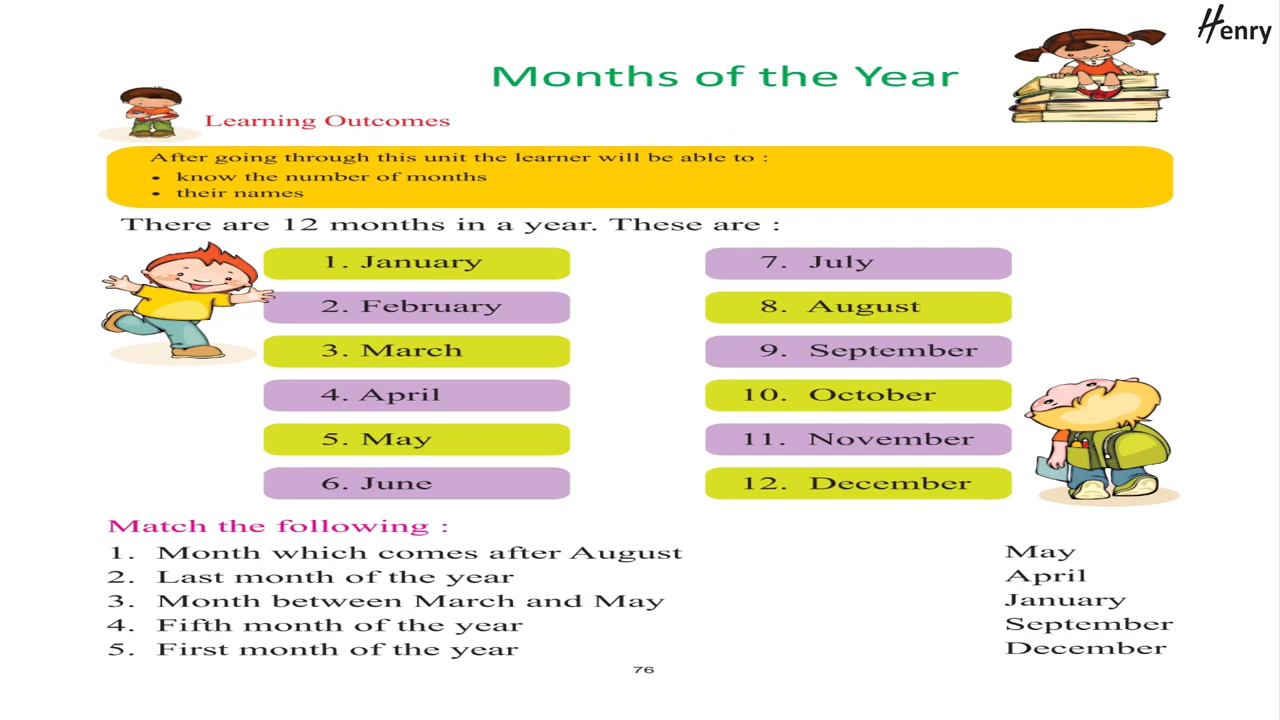 Henry
Months of the Year
Learning Outcomes
After going through this unit the learner will be able to :
• know the number of months
• their names
There are 12 months in a year. These are :
1. January
2. February
3. March
4. April
5. May
6. June
7. July
8. August
9. September
10. October
11. November
12. December
Match the following :
1. Month which comes after August May
2. Last month of the year April
3. Month between March and May January
4. Fifth month of the year September
5. First month of the year December
76